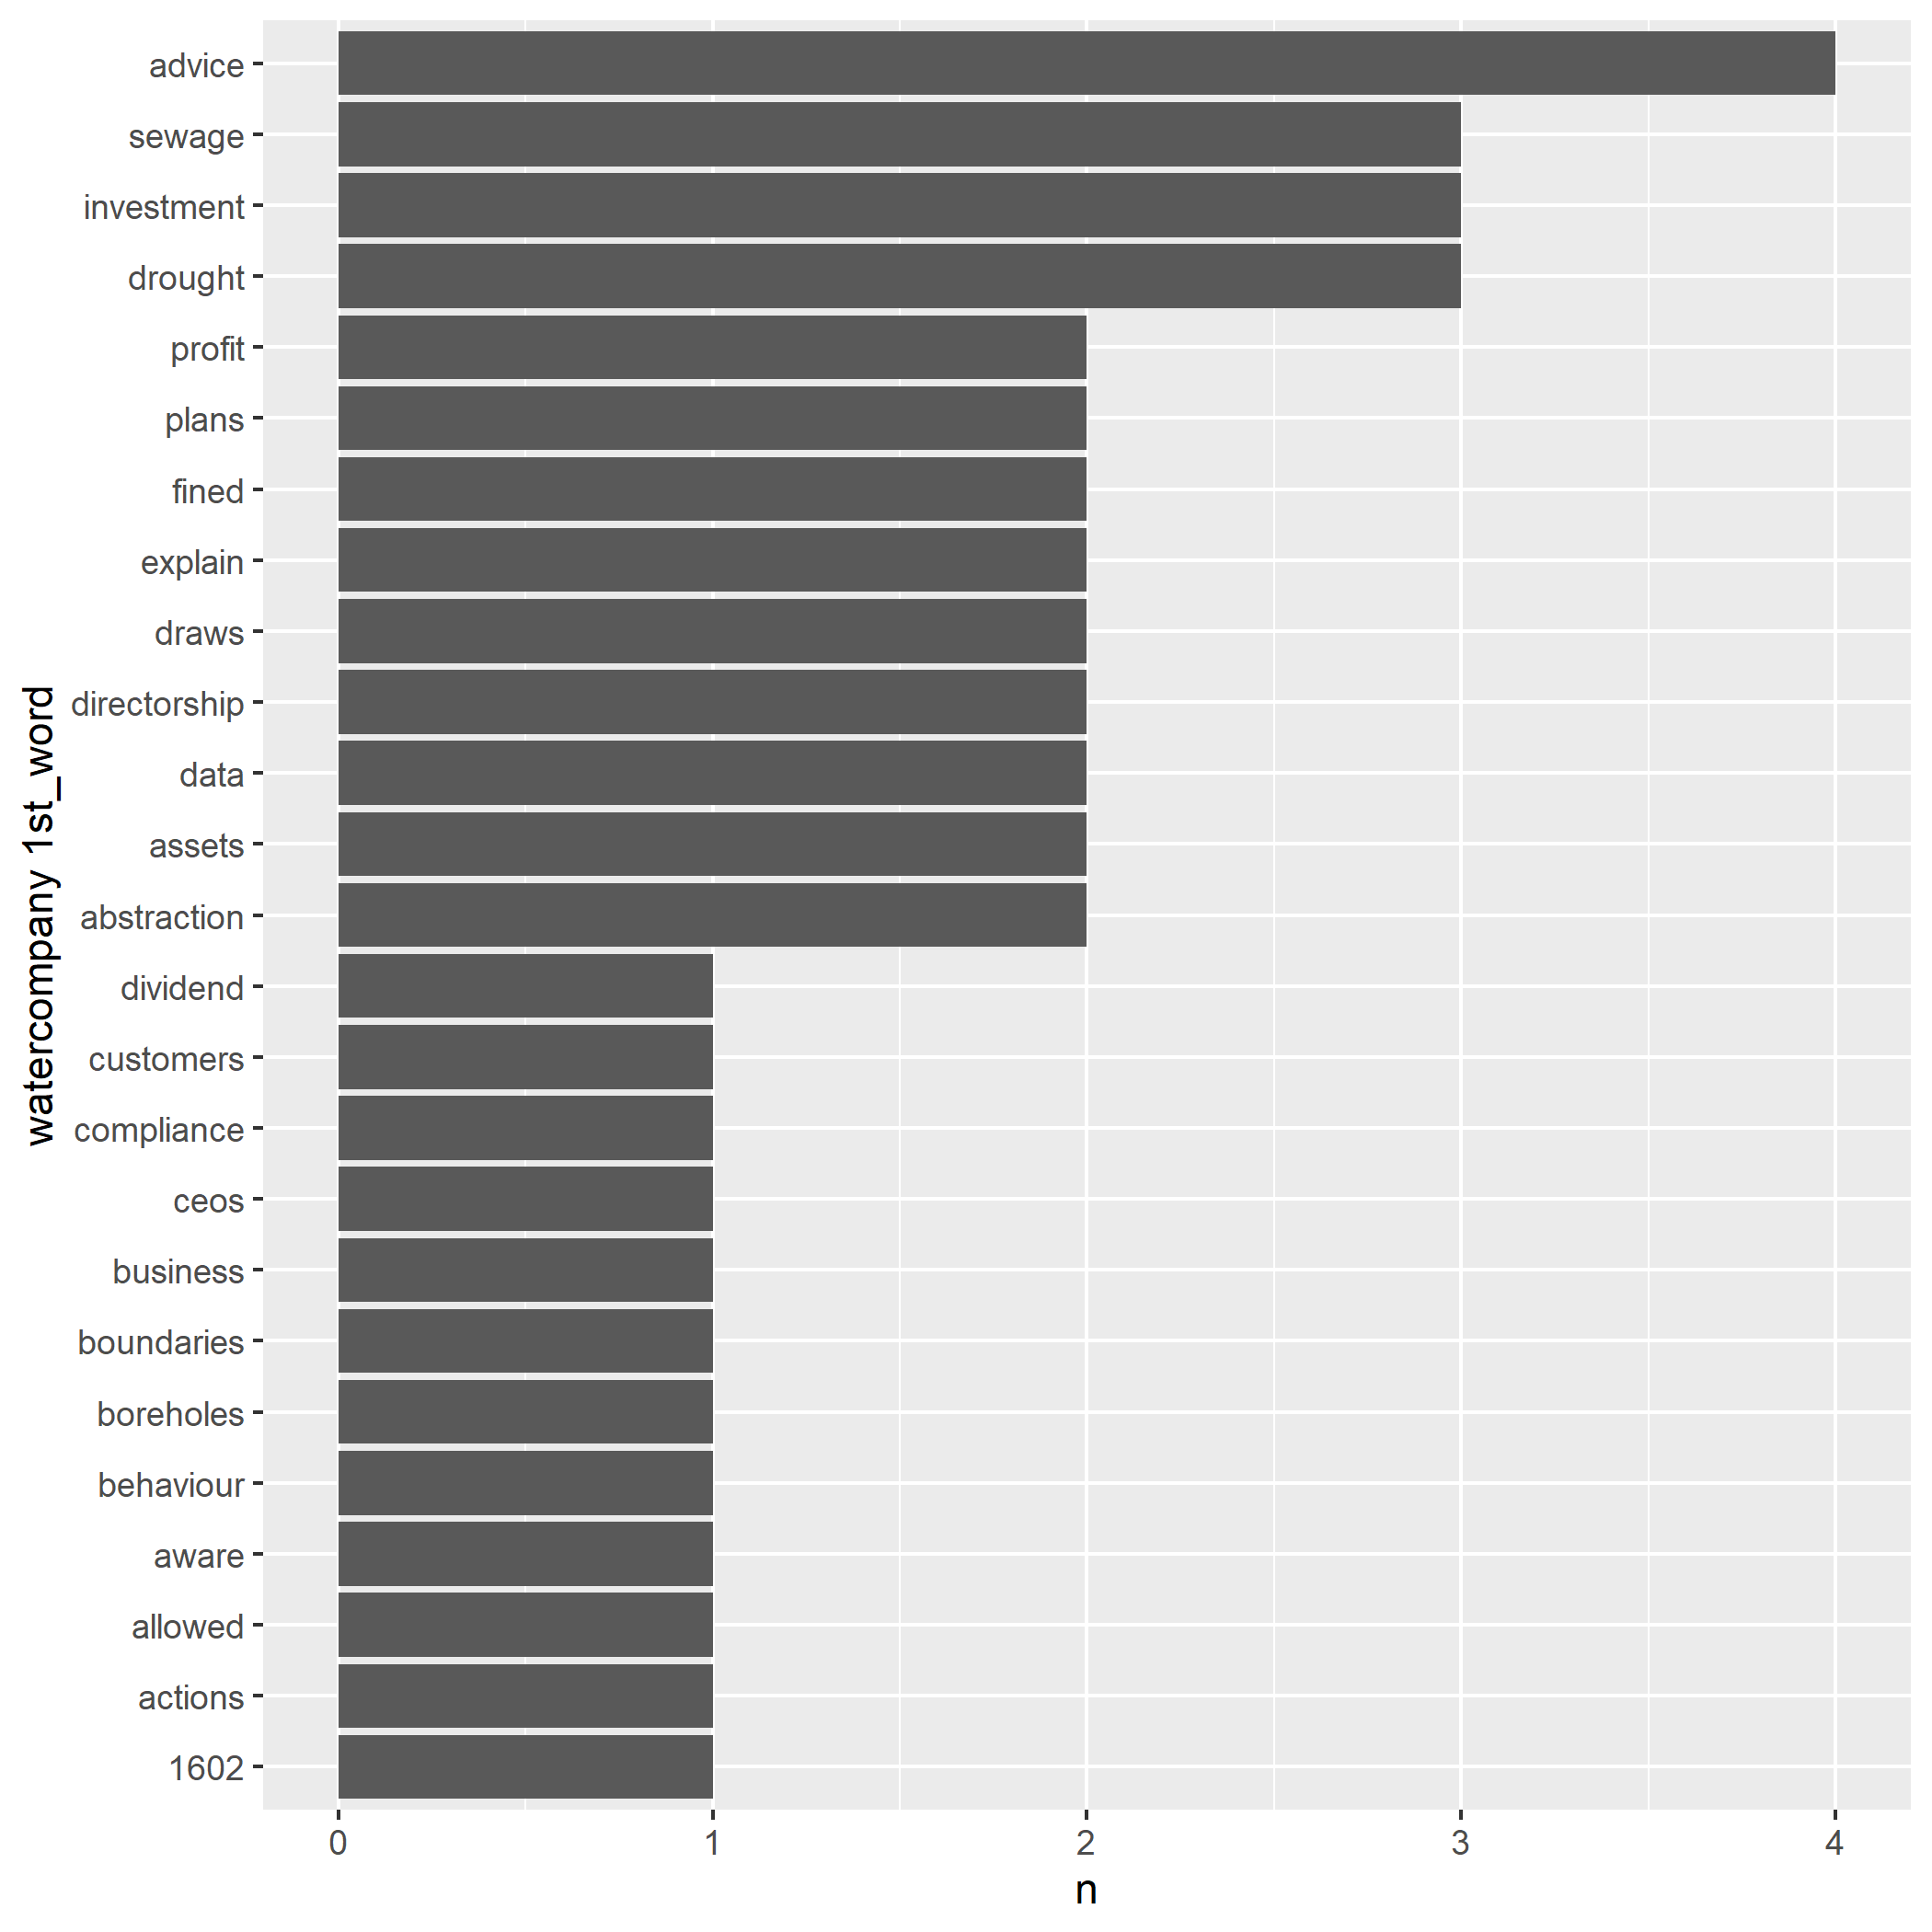 advice
sewage
investment
drought
profit
plans
fined
explain
draws
directorship
data
assets
abstraction
dividend
customers
compliance
ceos
business
boundaries
boreholes
behaviour
aware
allowed
actions
1602
watercompany 1st_word
0 1 2 3 4
n